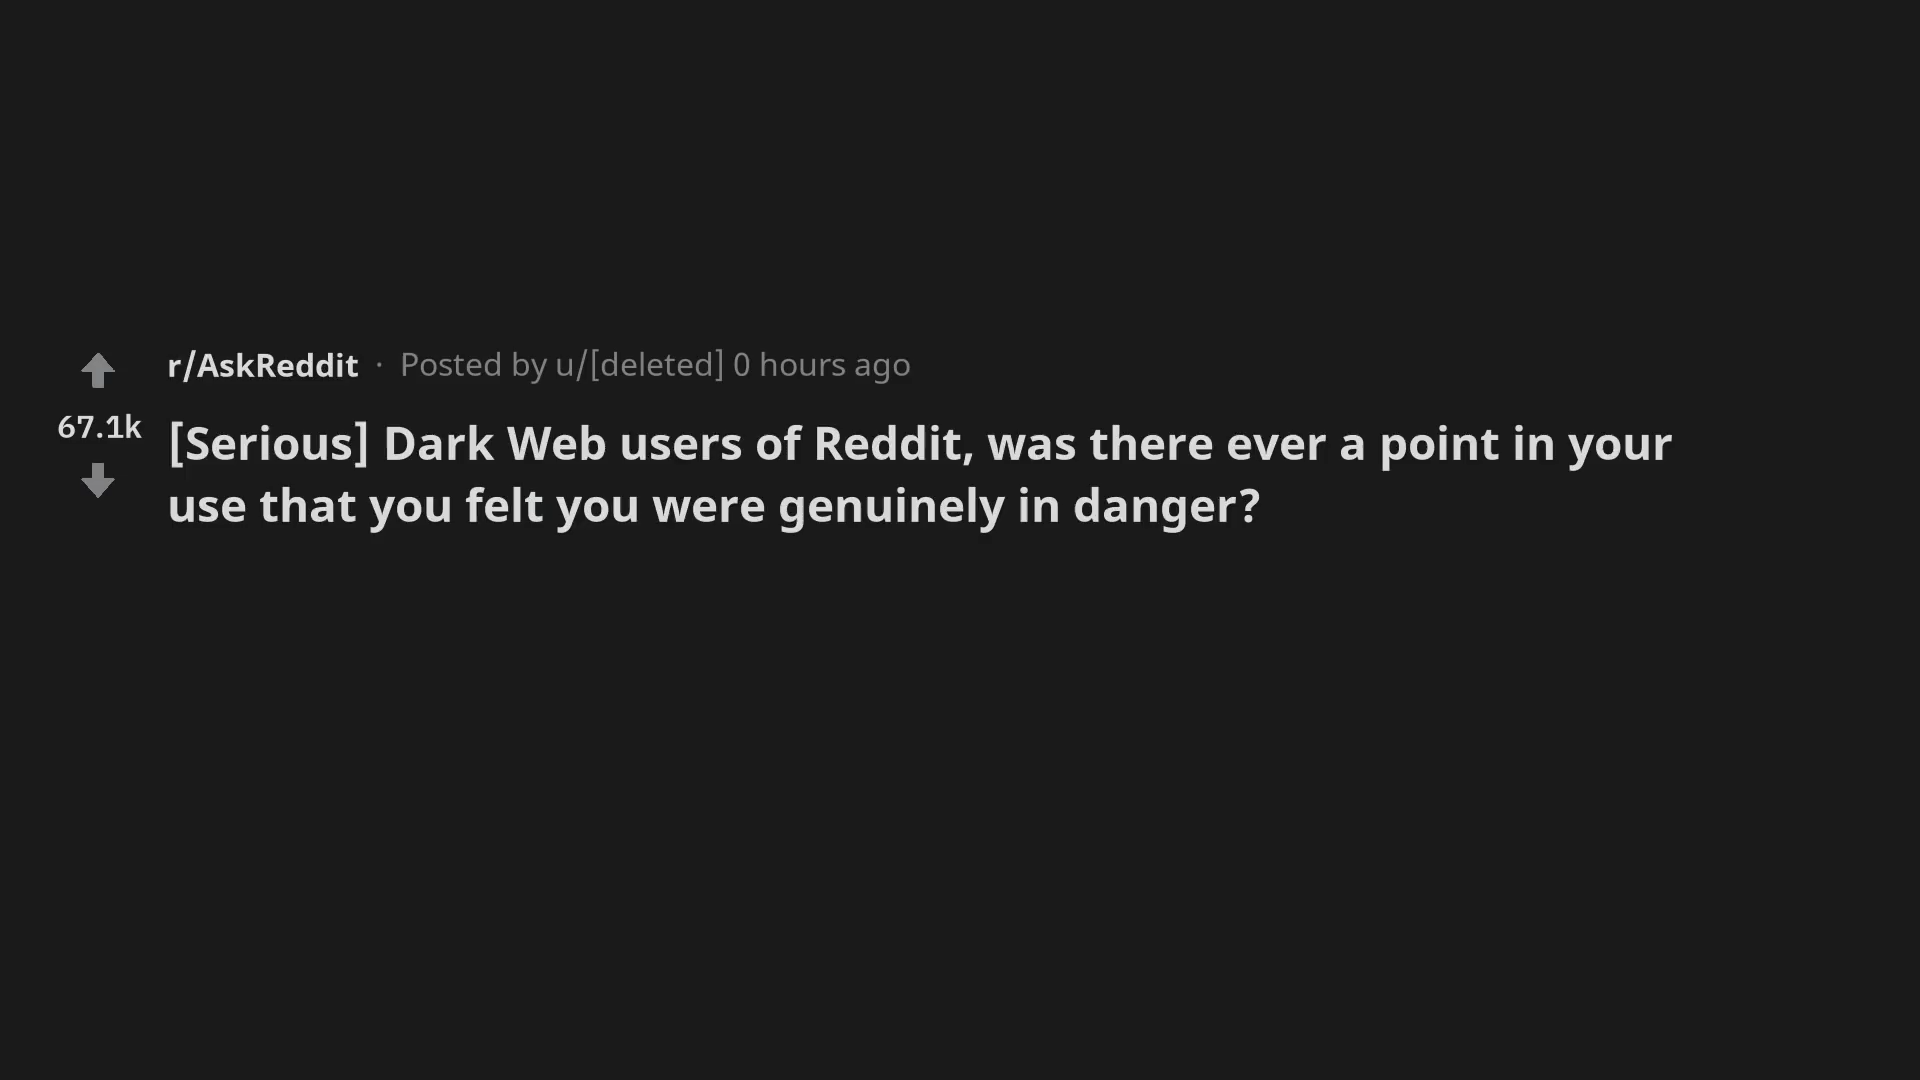 r/AskReddit · Posted by u/[deleted] 0 hours ago
67.1k
[Serious] Dark Web users of Reddit, was there ever a point in your
use that you felt you were genuinely in danger?